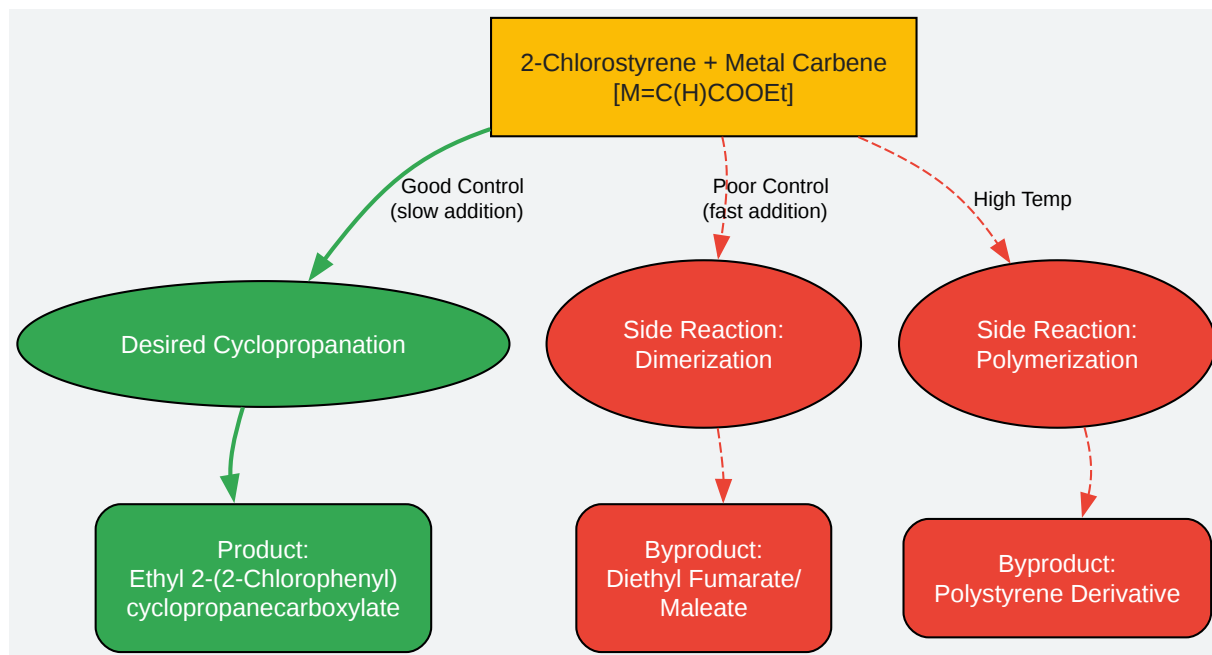 2-Chlorostyrene + Metal Carbene
[M=C(H)COOEt]
Good Control
(slow addition)
Poor Control
(fast addition)
High Temp
Desired Cyclopropanation
Side Reaction:
Dimerization
Side Reaction:
Polymerization
Product:
Ethyl 2-(2-Chlorophenyl)
cyclopropanecarboxylate
Byproduct:
Diethyl Fumarate/
Maleate
Byproduct:
Polystyrene Derivative